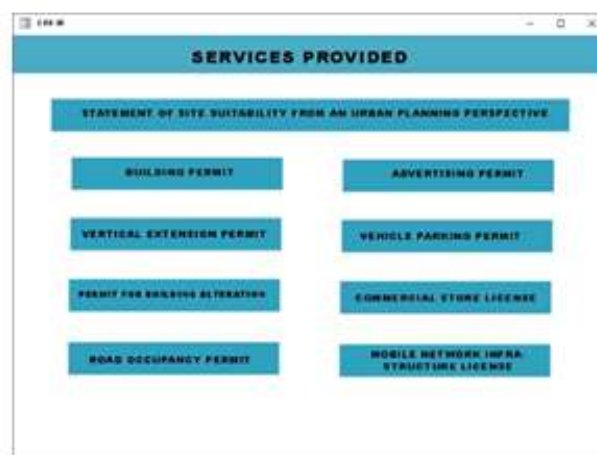 SERVICES PROVIDED
STATEMENT OF SITE SUITABILITY FROM AN URBAN PLANNING PERSPECTIVE
BUILDING PERMIT
ADVERTISING PERMIT
VERTICAL EXTENSION PERMIT
VEHICLE PARKING PERMIT
PERMIT FOR BUILDING ALTERATION
COMMERCIAL STORE LICENSE
ROAD OCCUPANCY PERMIT
MOBILE NETWORK INFRA
STRUCTURE LICENSE